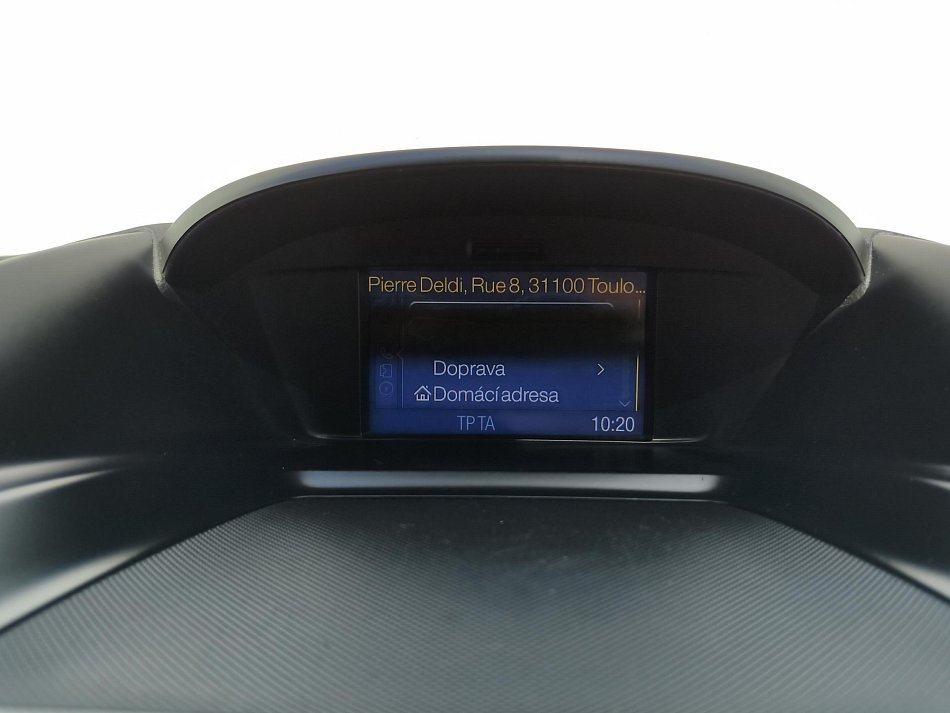 Pierre Deldi, Rue 8, 31100 Toulo...
Doprava
Domácí adresa
TP TA
10:20